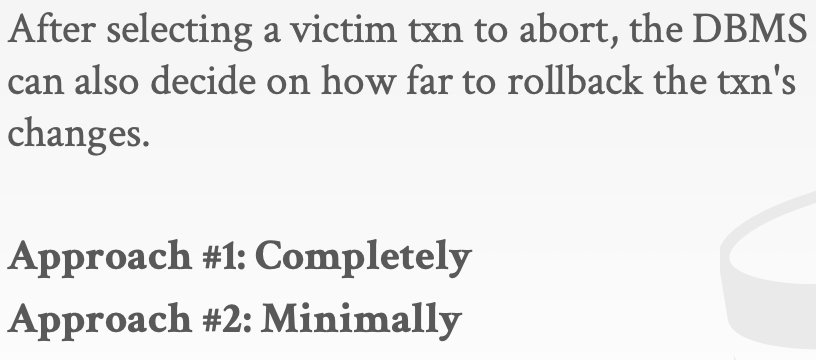 After selecting a victim txn to abort, the DBMS
can also decide on how far to rollback the txn's
changes.
Approach #1: Completely
Approach #2: Minimally